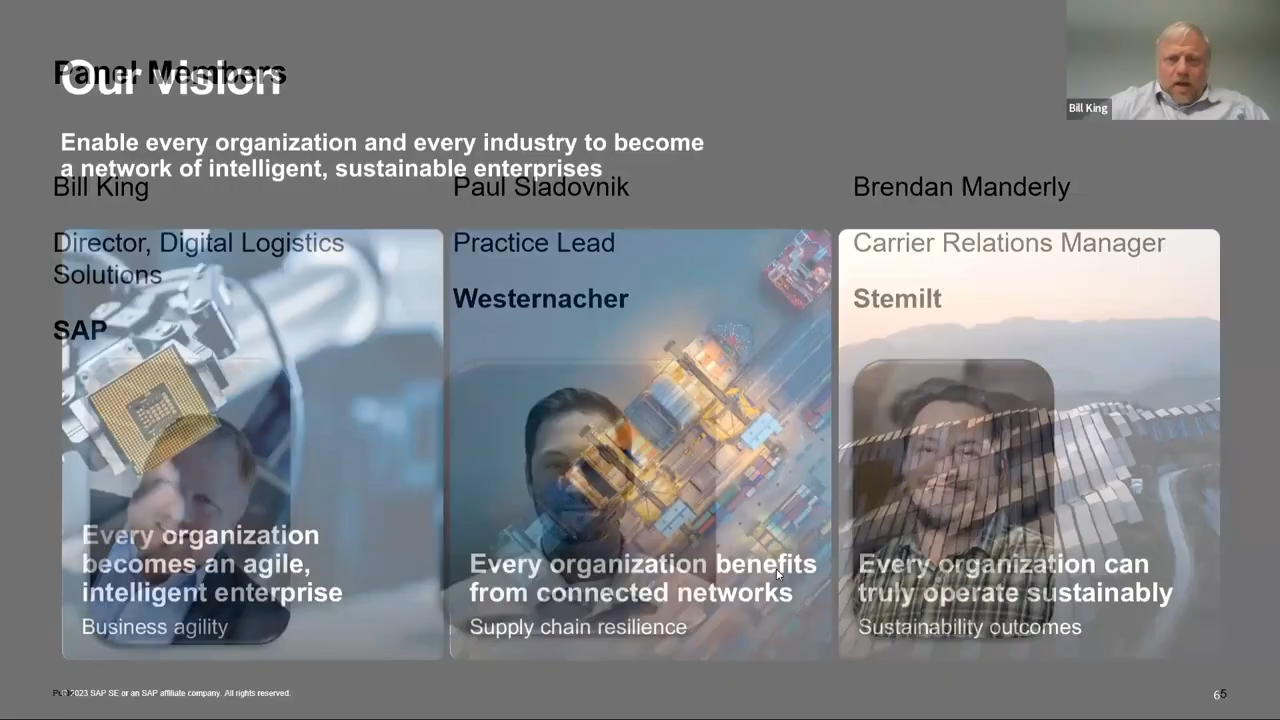 Panel Members
Our vision
Bill King
Enable every organization and every industry to become
a network of intelligent, sustainable enterprises
Bill King
Paul Sladovnik
Brendan Manderly
Director, Digital Logistics
Solutions
SAP
Practice Lead
Westernacher
Carrier Relations Manager
Stemilt
Every organization
becomes an agile,
intelligent enterprise
Business agility
Every organization benefits
from connected networks
Supply chain resilience
Every organization can
truly operate sustainably
Sustainability outcomes
2023 SAP SE or an SAP affiliate company. All rights reserved.
6
5